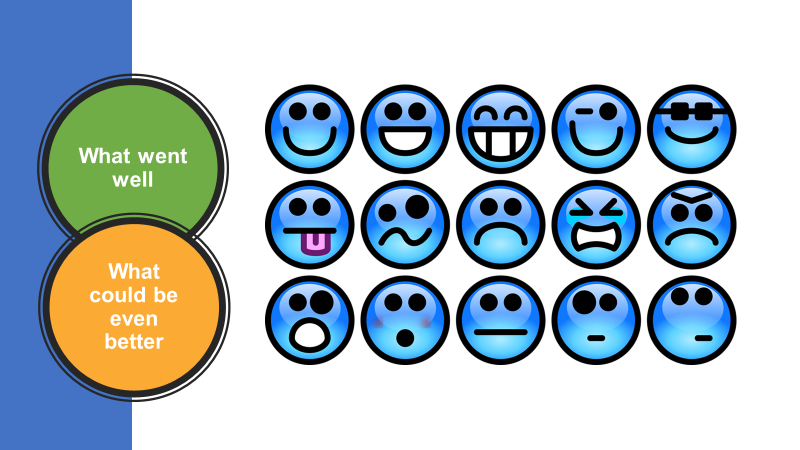 What went
well
What
could be
even
better